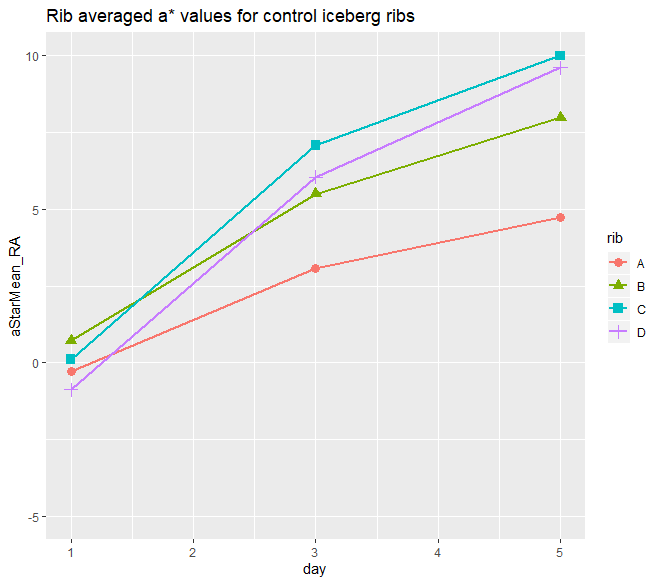 Rib averaged a* values for control iceberg ribs
10
5
0
-5
aStarMean_RA
1 2 3 4 5
day
rib
A
B
C
D